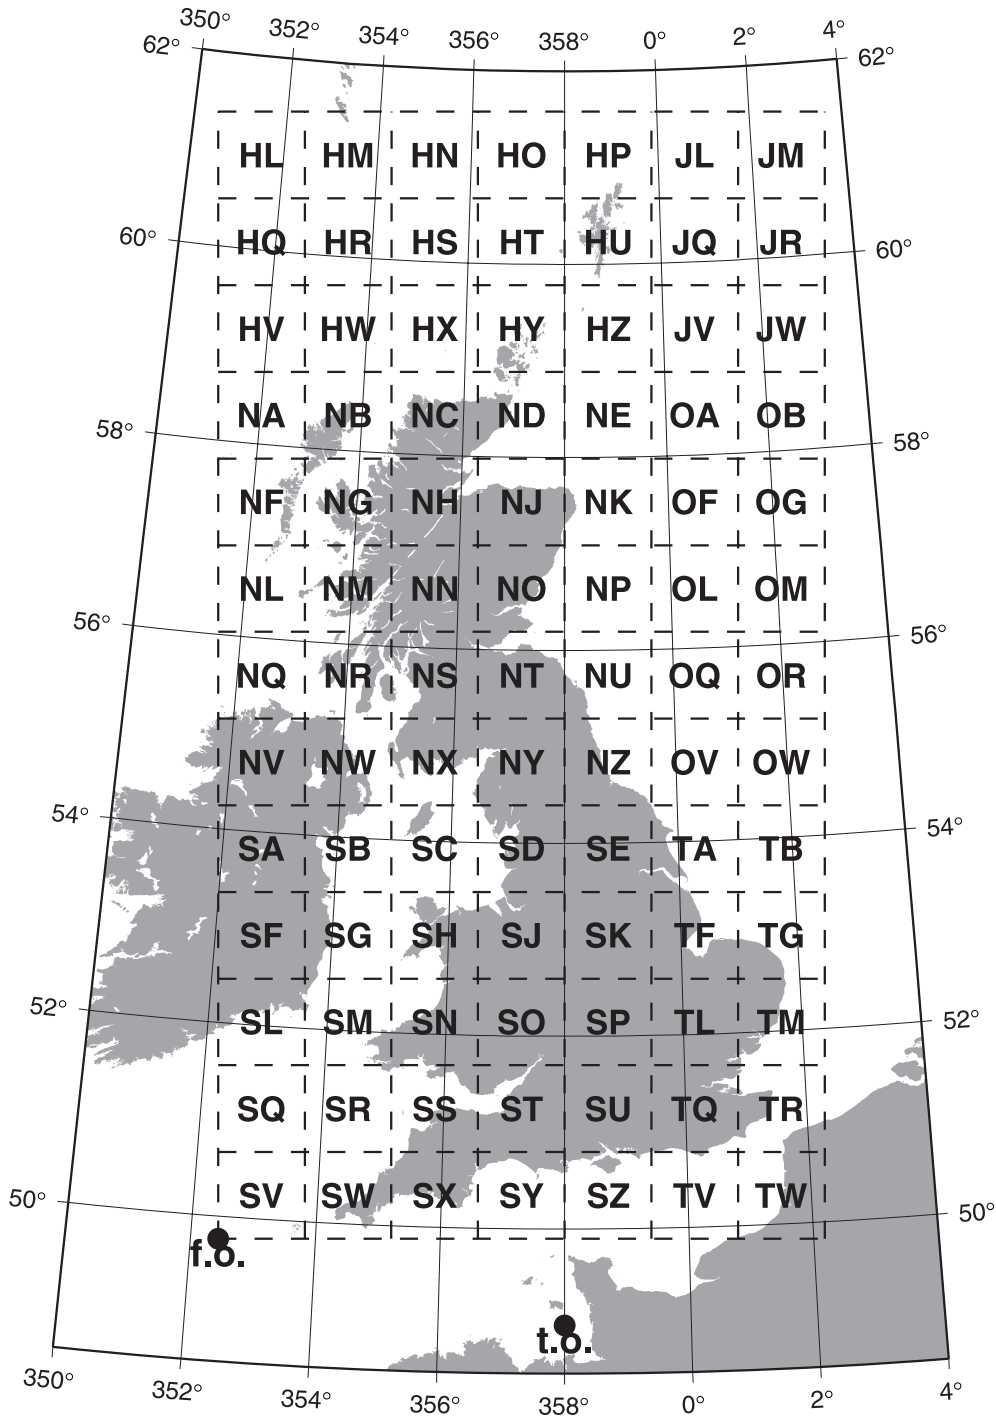 350° 352° 354° 356° 358° 0° 2° 4°
62° 62°
HL HM HN HO HP JL JM
60° HQ HR HS HT HU JQ JR 60°
HV HW HX HY HZ JV JW
58° NA NB NC ND NE OA OB 58°
NF NG NH NJ NK OF OG
NL NM NN NO NP OL OM
56° 56°
NQ NR NS NT NU OQ OR
NV NW NX NY NZ OV OW
54° 54°
SA SB SC SD SE TA TB
SF SG SH SJ SK TF TG
52° SL SM SN SO SP TL TM 52°
SQ SR SS ST SU TQ TR
50° SV SW SX SY SZ TV TW 50°
f.o.
t.o.
350° 352° 354° 356° 358° 0° 2° 4°